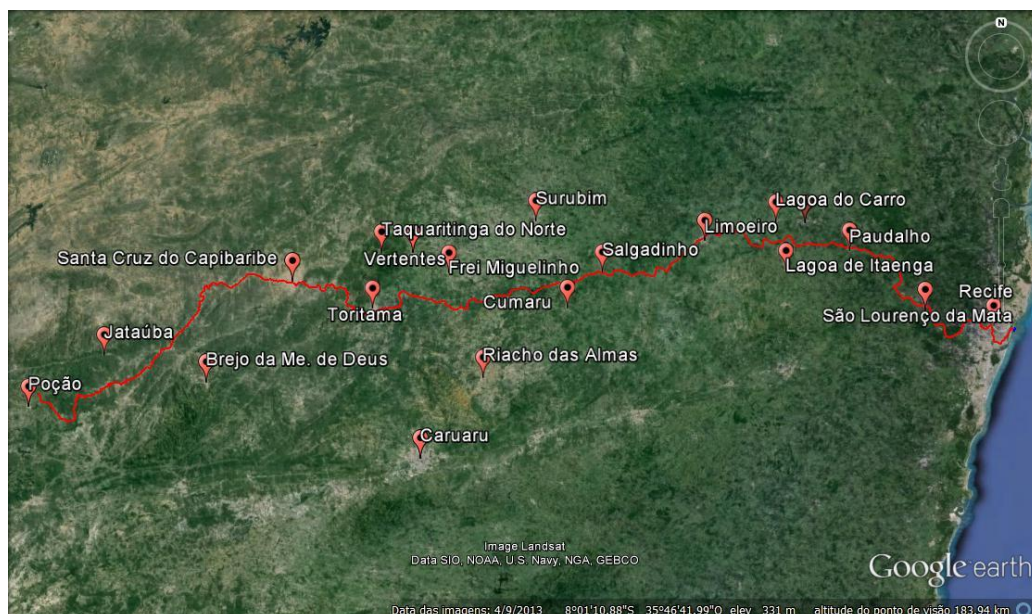 N
Surubim
Lagoa do Carro
Taquaritinga do Norte
Limoeiro
Paudalho
Santa Cruz do Capibaribe
Vertentes
Frei Miguelinho
Salgadinho
Lagoa de Itaenga
Recife
Toritama
Cumaru
São Lourenço da Mata
Jataúba
Brejo da Me. de Deus
Riacho das Almas
Poção
Caruaru
Image Landsat
Data SIO, NOAA, U.S. Navy, NGA, GEBCO
Google earth
Data das imagens: 4/9/2013 8°01'10.88"S 35°46'41.99"O elev 331 m altitude do ponto de visão 183.94 km